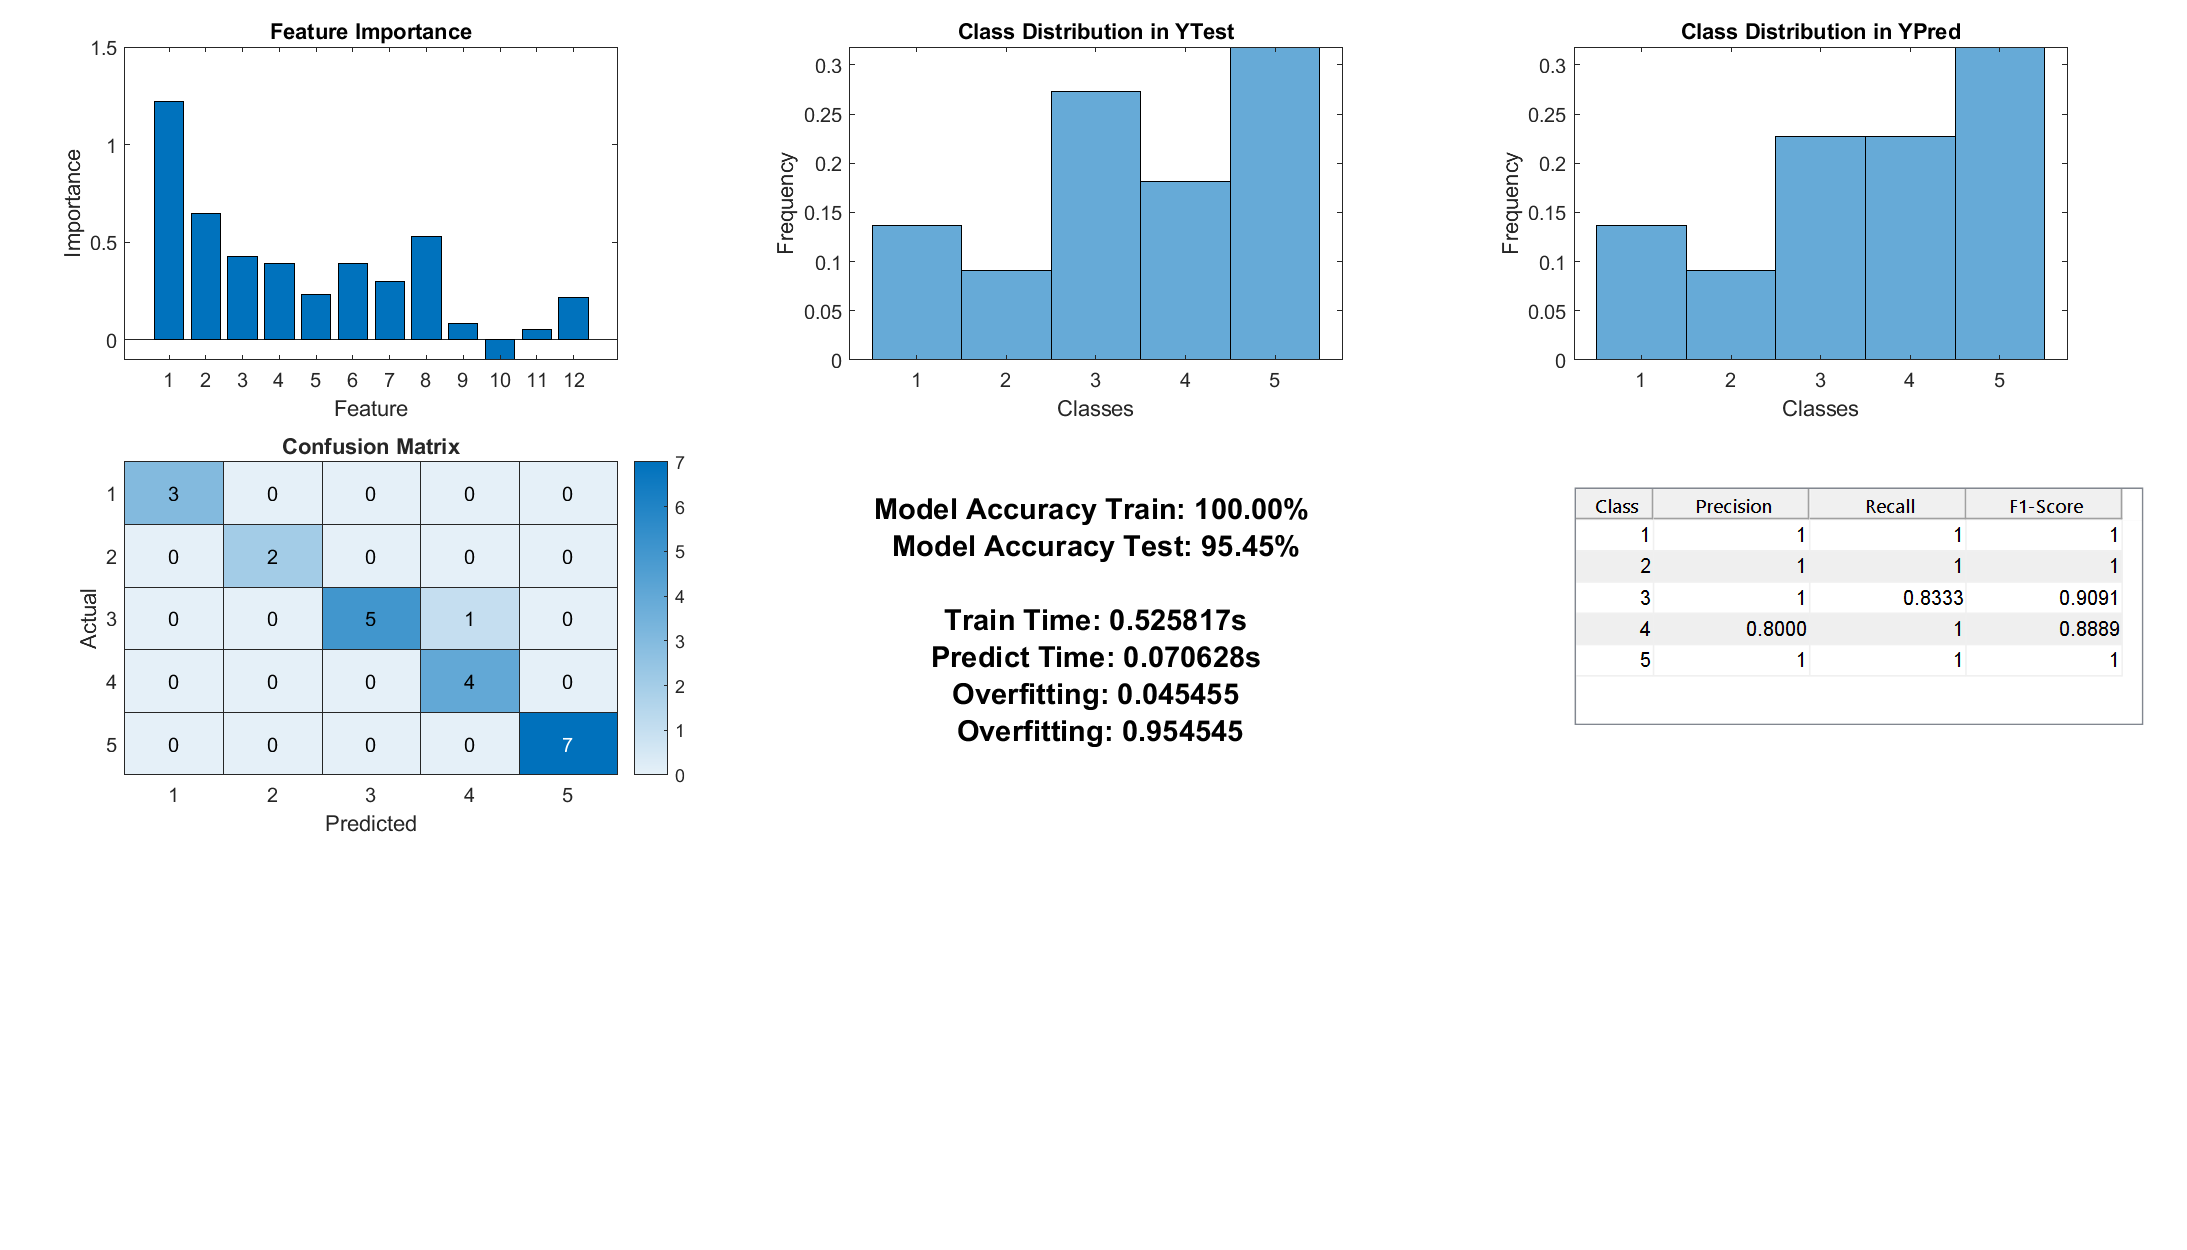 Feature Importance
1.5
1
0.5
0
Importance
1 2 3 4 5 6 7 8 9 10 11 12
Feature
Class Distribution in YTest
0.3
0.25
0.2
0.15
0.1
0.05
0
Frequency
1 2 3 4 5
Classes
Class Distribution in YPred
0.3
0.25
0.2
0.15
0.1
0.05
0
Frequency
1 2 3 4 5
Classes
Confusion Matrix
Actual
1 3 0 0 0 0
2 0 2 0 0 0
3 0 0 5 1 0
4 0 0 0 4 0
5 0 0 0 0 7
1 2 3 4 5
Predicted
7
6
5
4
3
2
1
0
Model Accuracy Train: 100.00%
Model Accuracy Test: 95.45%
Train Time: 0.525817s
Predict Time: 0.070628s
Overfitting: 0.045455
Overfitting: 0.954545
Class Precision Recall F1-Score
1 1 1 1
2 1 1 1
3 1 0.8333 0.9091
4 0.8000 1 0.8889
5 1 1 1